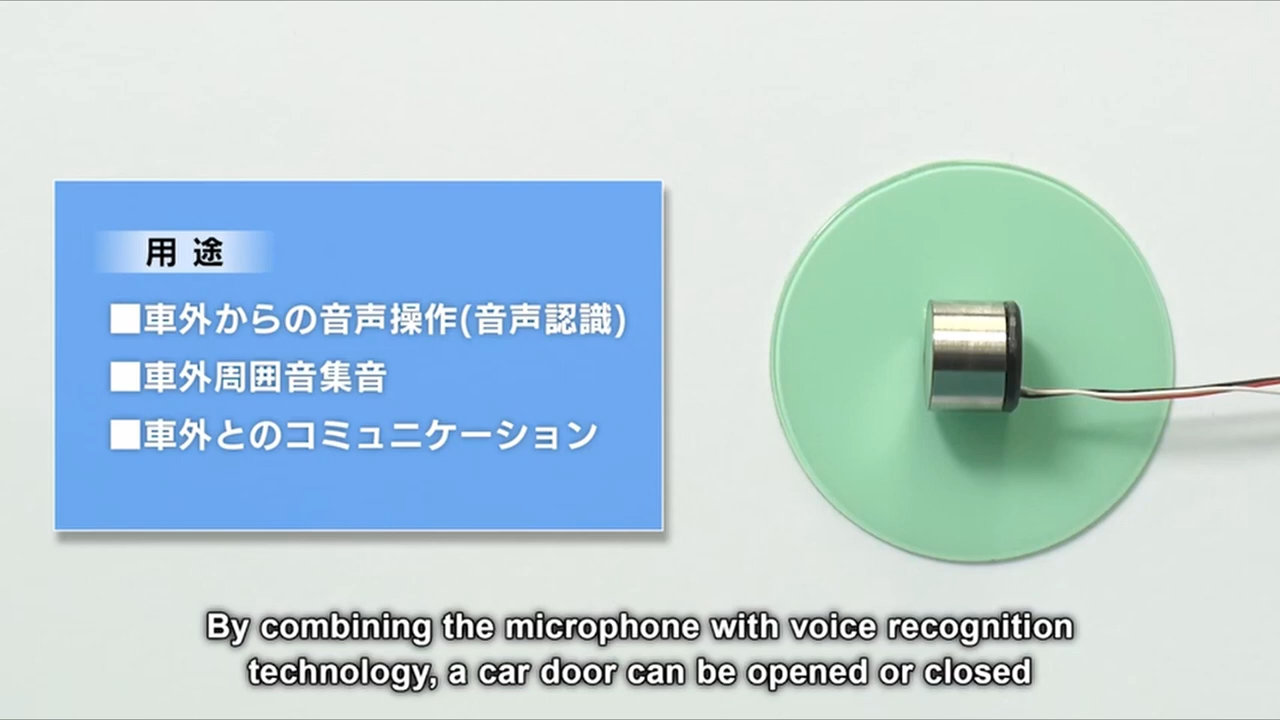 用途
■車外からの音声操作(音声認識)
■車外周囲音集音
■車外とのコミュニケーション
By combining the microphone with voice recognition
technology, a car door can be opened or closed